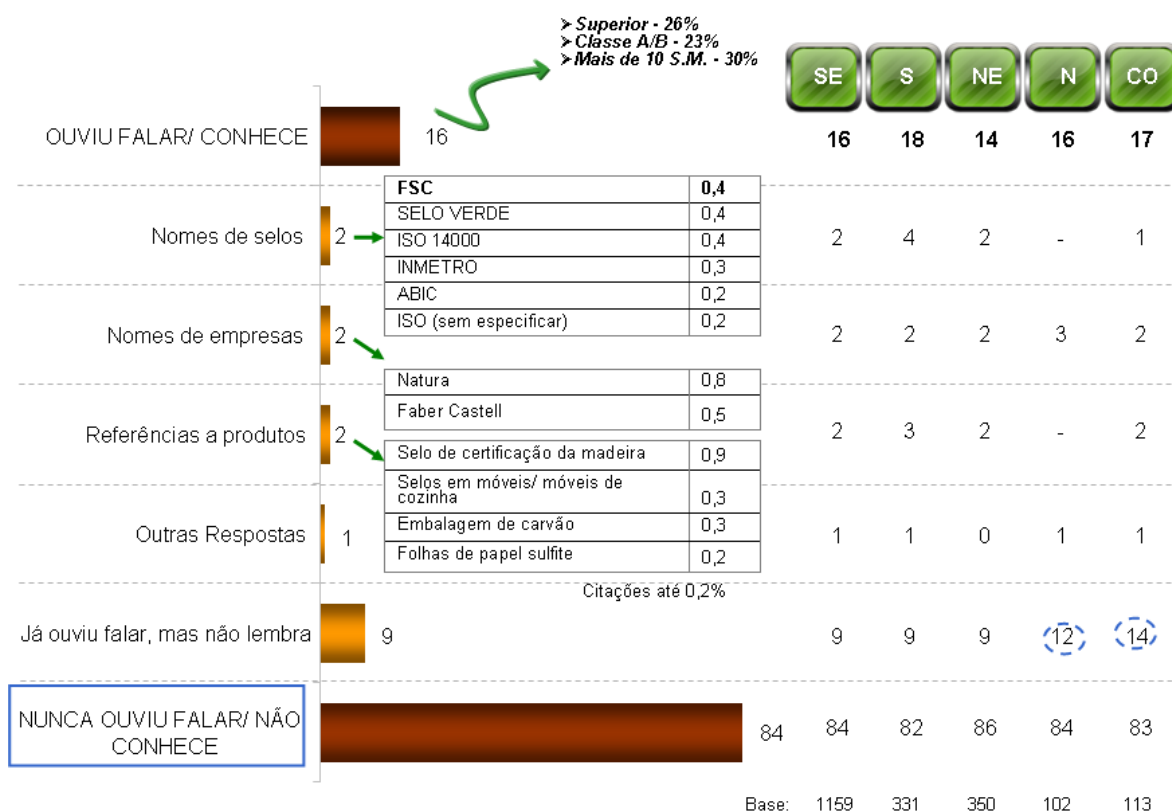 ➢ Superior - 26%
➢ Classe A/B - 23%
➢ Mais de 10 S.M. - 30%
SE S NE N CO
OUVIU FALAR/ CONHECE 16 16 18 14 16 17
FSC 0,4
SELO VERDE 0,4
Nomes de selos 2 ISO 14000 0,4 2 4 2 - 1
INMETRO 0,3
ABIC 0,2
ISO (sem especificar) 0,2
Nomes de empresas 2 2 2 2 3 2
Natura 0,8
Faber Castell 0,5
Referências a produtos 2 2 3 2 - 2
Selo de certificação da madeira 0,9
Selos em móveis/ móveis de
cozinha 0,3
Embalagem de carvão 0,3
Folhas de papel sulfite 0,2
Outras Respostas 1 1 1 0 1 1
Citações até 0,2%
Já ouviu falar, mas não lembra 9 9 9 9 12 14
NUNCA OUVIU FALAR/ NÃO
CONHECE 84 84 82 86 84 83
Base: 1159 331 350 102 113